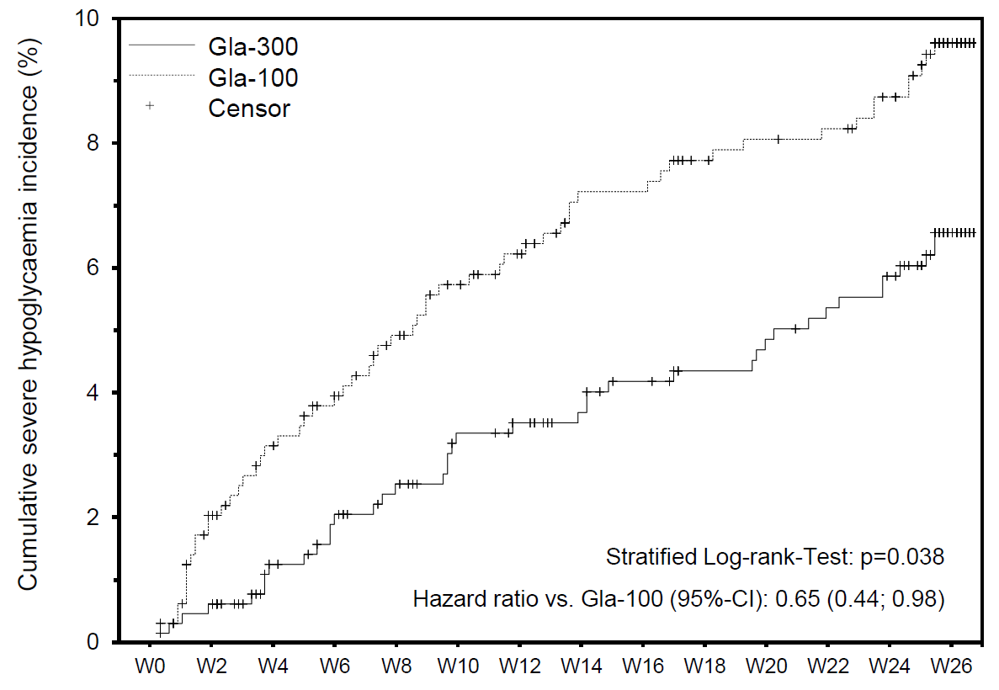 Cumulative severe hypoglycaemia incidence (%)
10
8
6
4
2
0
Gla-300
Gla-100
Censor
Stratified Log-rank-Test: p=0.038
Hazard ratio vs. Gla-100 (95%-CI): 0.65 (0.44; 0.98)
W0 W2 W4 W6 W8 W10 W12 W14 W16 W18 W20 W22 W24 W26